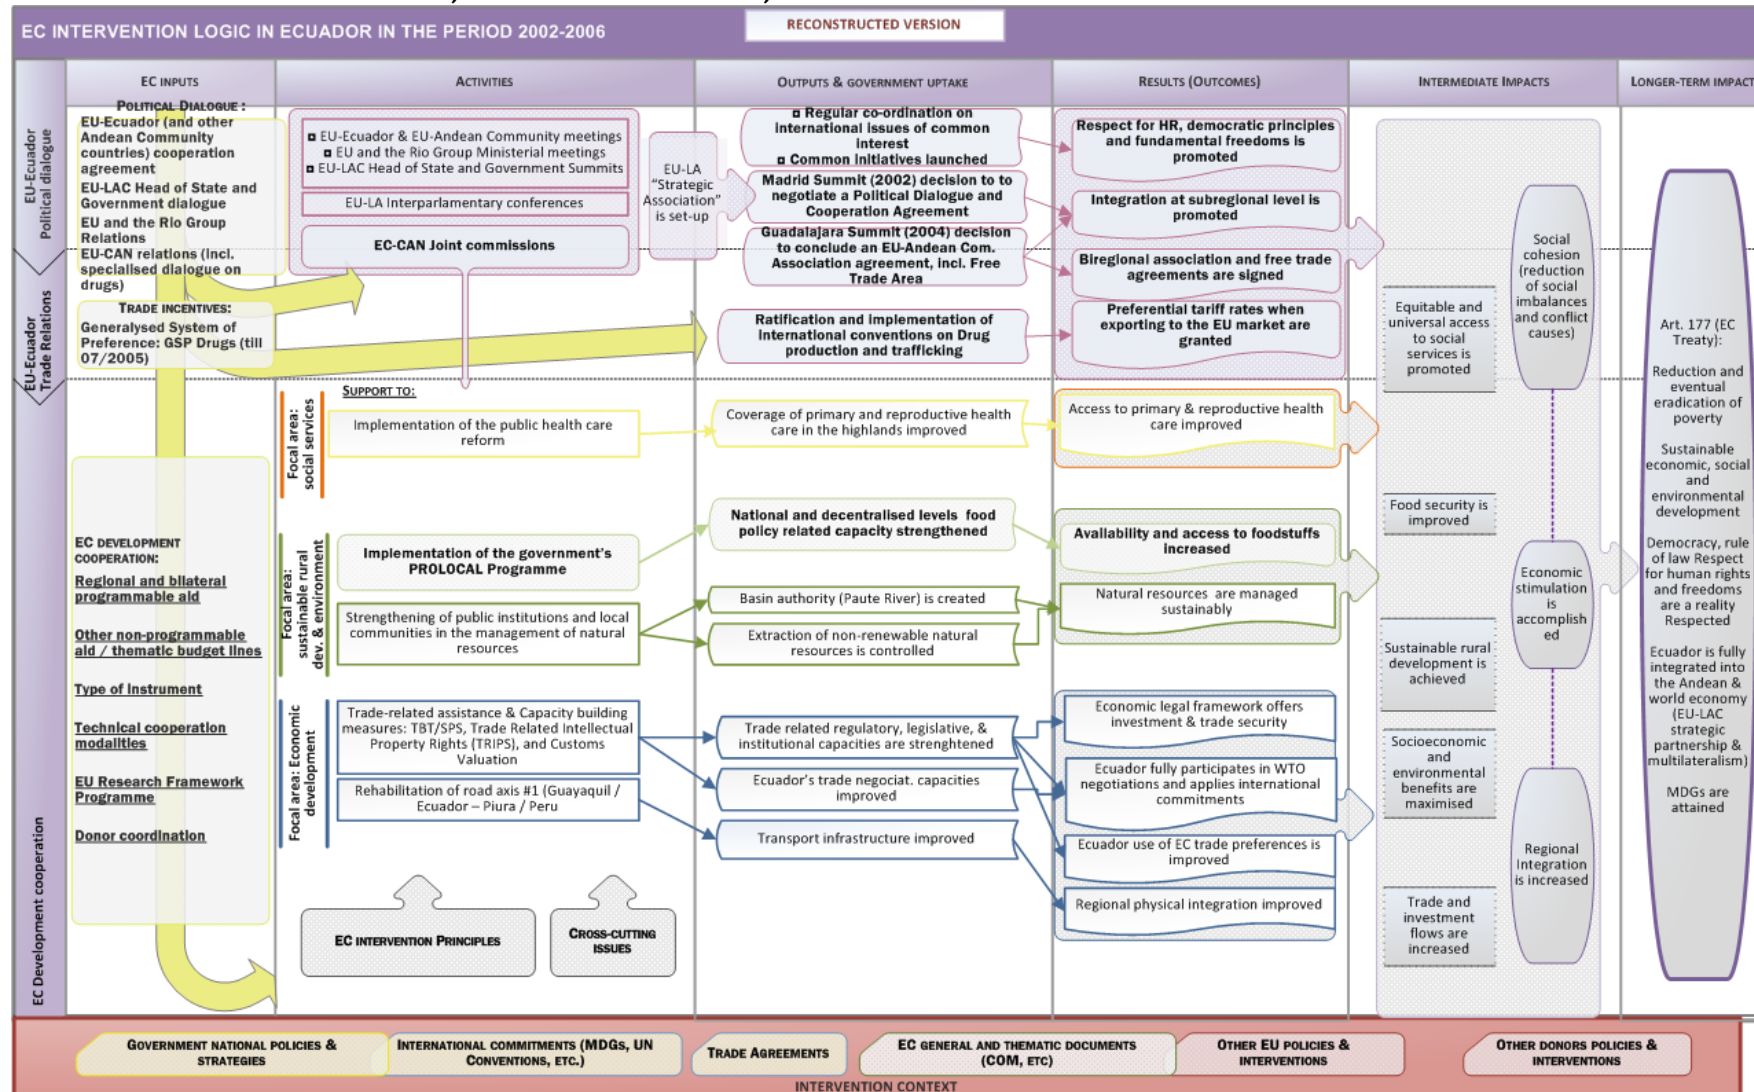 EC INTERVENTION LOGIC IN ECUADOR IN THE PERIOD 2002-2006
RECONSTRUCTED VERSION
EC INPUTS
ACTIVITIES
OUTPUTS & GOVERNMENT UPTAKE
RESULTS (OUTCOMES)
INTERMEDIATE IMPACTS
LONGER-TERM IMPACT
EU-Ecuador
Political dialogue
POLITICAL DIALOGUE :
EU-Ecuador (and other
Andean Community
countries) cooperation
agreement
EU-LAC Head of State and
Government dialogue
EU and the Rio Group
Relations
EU-CAN relations (incl.
specialised dialogue on
drugs)
EU-Ecuador & EU-Andean Community meetings
EU and the Rio Group Ministerial meetings
EU-LAC Head of State and Government Summits
EU-LA Interparlamentary conferences
EC-CAN Joint commissions
EU-LA
"Strategic
Association"
is set-up
Regular co-ordination on
international issues of common
interest
Common initiatives launched
Madrid Summit (2002) decision to to
negotiate a Political Dialogue and
Cooperation Agreement
Guadalajara Summit (2004) decision
to conclude an EU-Andean Com.
Association agreement, incl. Free
Trade Area
Respect for HR, democratic principles
and fundamental freedoms is
promoted
Integration at subregional level is
promoted
Biregional association and free trade
agreements are signed
EU-Ecuador
Trade Relations
TRADE INCENTIVES:
Generalysed System of
Preference: GSP Drugs (till
07/2005)
Ratification and implementation of
international conventions on Drug
production and trafficking
Preferential tariff rates when
exporting to the EU market are
granted
EC Development cooperation
EC DEVELOPMENT
COOPERATION:
Regional and bilateral
programmable aid
Other non-programmable
aid / thematic budget lines
Type of Instrument
Technical cooperation
modalities
EU Research Framework
Programme
Donor coordination
SUPPORT TO:
Focal area:
social services
Implementation of the public health care
reform
Coverage of primary and reproductive health
care in the highlands improved
Access to primary & reproductive health
care improved
Focal area:
sustainable rural
dev. & environment
Implementation of the government's
PROLOCAL Programme
Strengthening of public institutions and local
communities in the management of natural
resources
National and decentralised levels food
policy related capacity strengthened
Basin authority (Paute River) is created
Extraction of non-renewable natural
resources is controlled
Availability and access to foodstuffs
increased
Natural resources are managed
sustainably
Focal area: Economic
development
Trade-related assistance & Capacity building
measures: TBT/SPS, Trade Related Intellectual
Property Rights (TRIPS), and Customs
Valuation
Rehabilitation of road axis #1 (Guayaquil /
Ecuador – Piura / Peru
Trade related regulatory, legislative, &
institutional capacities are strenghtened
Ecuador's trade negociat. capacities
improved
Transport infrastructure improved
Economic legal framework offers
investment & trade security
Ecuador fully participates in WTO
negotiations and applies international
commitments
Ecuador use of EC trade preferences is
improved
Regional physical integration improved
EC INTERVENTION PRINCIPLES
CROSS-CUTTING
ISSUES
Equitable and
universal access
to social
services is
promoted
Food security is
improved
Sustainable rural
development is
achieved
Socioeconomic
and
environmental
benefits are
maximised
Trade and
investment
flows are
increased
Social
cohesion
(reduction
of social
imbalances
and conflict
causes)
Economic
stimulation
is
accomplish
ed
Regional
Integration
is increased
Art. 177 (EC
Treaty):
Reduction and
eventual
eradication of
poverty
Sustainable
economic, social
and
environmental
development
Democracy, rule
of law Respect
for human rights
and freedoms
are a reality
Respected
Ecuador is fully
integrated into
the Andean &
world economy
(EU-LAC
strategic
partnership &
multilateralism)
MDGs are
attained
GOVERNMENT NATIONAL POLICIES &
STRATEGIES
INTERNATIONAL COMMITMENTS (MDGS, UN
CONVENTIONS, ETC.)
TRADE AGREEMENTS
EC GENERAL AND THEMATIC DOCUMENTS
(COM, ETC)
OTHER EU POLICIES &
INTERVENTIONS
OTHER DONORS POLICIES &
INTERVENTIONS
INTERVENTION CONTEXT